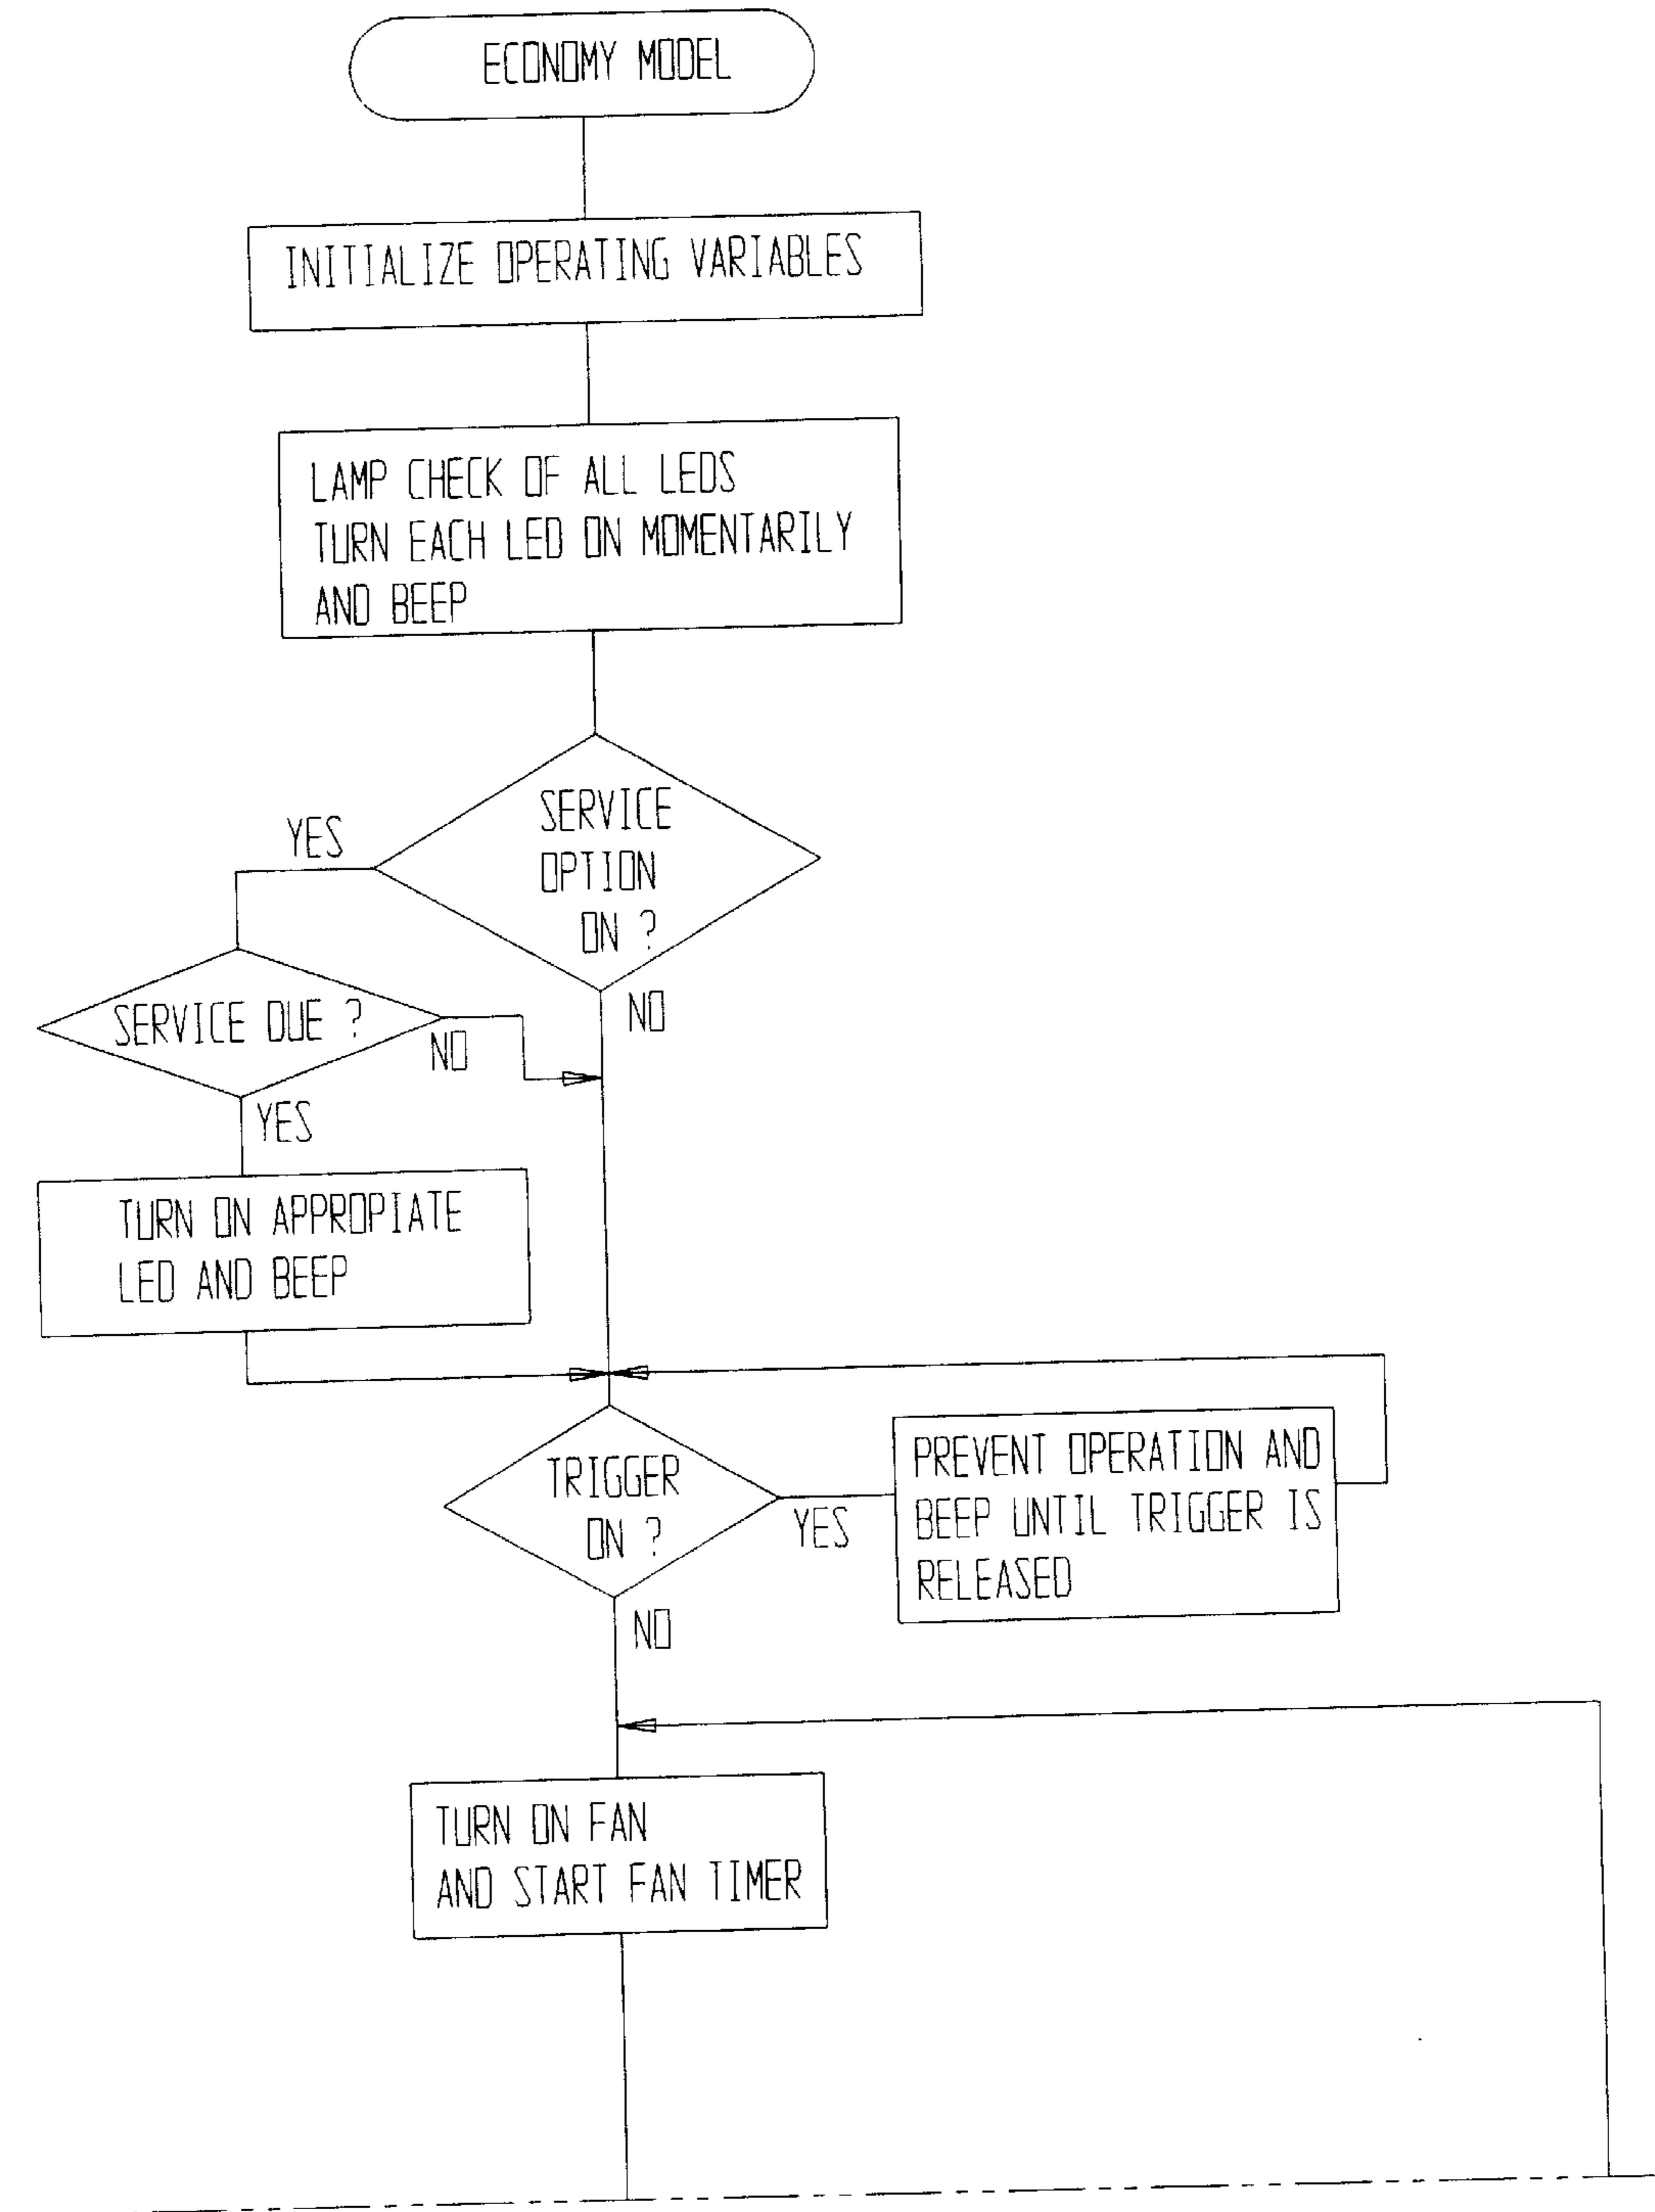 ECONOMY MODEL
INITIALIZE OPERATING VARIABLES
LAMP CHECK OF ALL LEDS
TURN EACH LED ON MOMENTARILY
AND BEEP
SERVICE
OPTION
ON ?
YES
NO
SERVICE DUE ?
NO
YES
TURN ON APPROPIATE
LED AND BEEP
TRIGGER
ON ?
YES
NO
PREVENT OPERATION AND
BEEP UNTIL TRIGGER IS
RELEASED
TURN ON FAN
AND START FAN TIMER